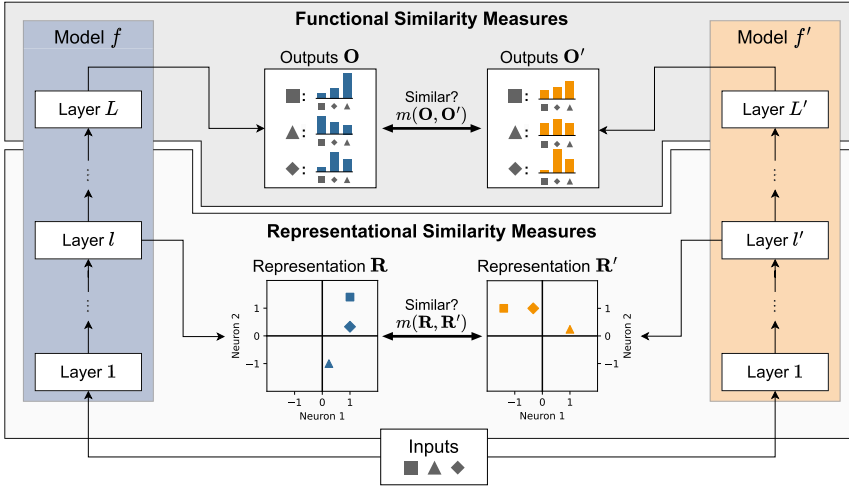 Functional Similarity Measures
Model f
Model f′
Outputs O
Outputs O′
Layer L
Similar?
m(O, O′)
Layer L′
:
:
:
:
:
:
⋮
⋮
Layer l
Layer l′
Representational Similarity Measures
Representation R
Representation R′
Similar?
m(R, R′)
Neuron 2
1
0
−1
−1 0 1
Neuron 1
1
0
−1
Neuron 2
−1 0 1
Neuron 1
⋮
⋮
Layer 1
Layer 1
Inputs